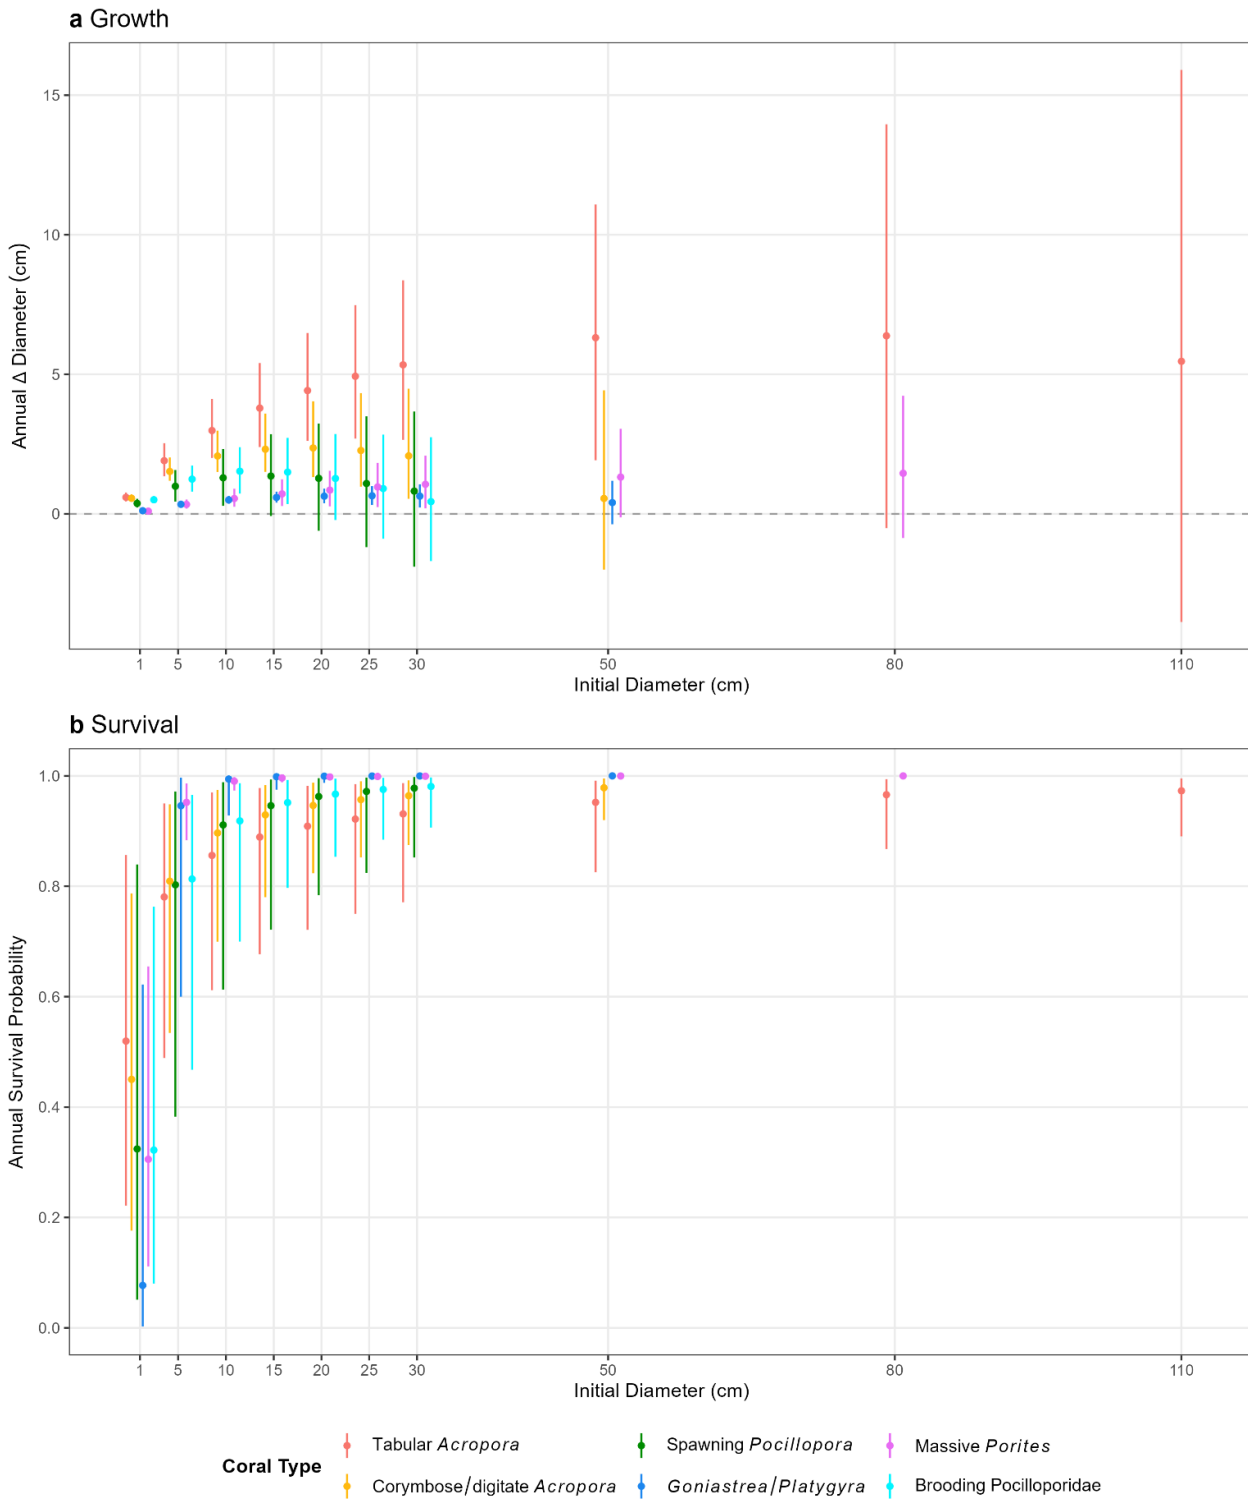 a Growth
15
10
5
0
Annual Δ Diameter (cm)
1 5 10 15 20 25 30 50 80 110
Initial Diameter (cm)
b Survival
1.0
0.8
0.6
0.4
0.2
0.0
Annual Survival Probability
1 5 10 15 20 25 30 50 80 110
Initial Diameter (cm)
Coral Type
Tabular Acropora
Spawning Pocillopora
Massive Porites
Corymbose/digitate Acropora
Goniastrea/Platygyra
Brooding Pocilloporidae